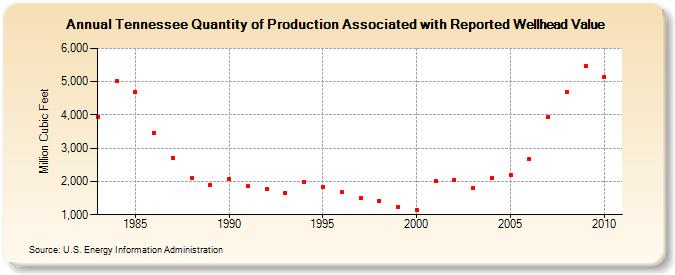 Annual Tennessee Quantity of Production Associated with Reported Wellhead Value
Million Cubic Feet
6,000
5,000
4,000
3,000
2,000
1,000
1985 1990 1995 2000 2005 2010
Source: U.S. Energy Information Administration